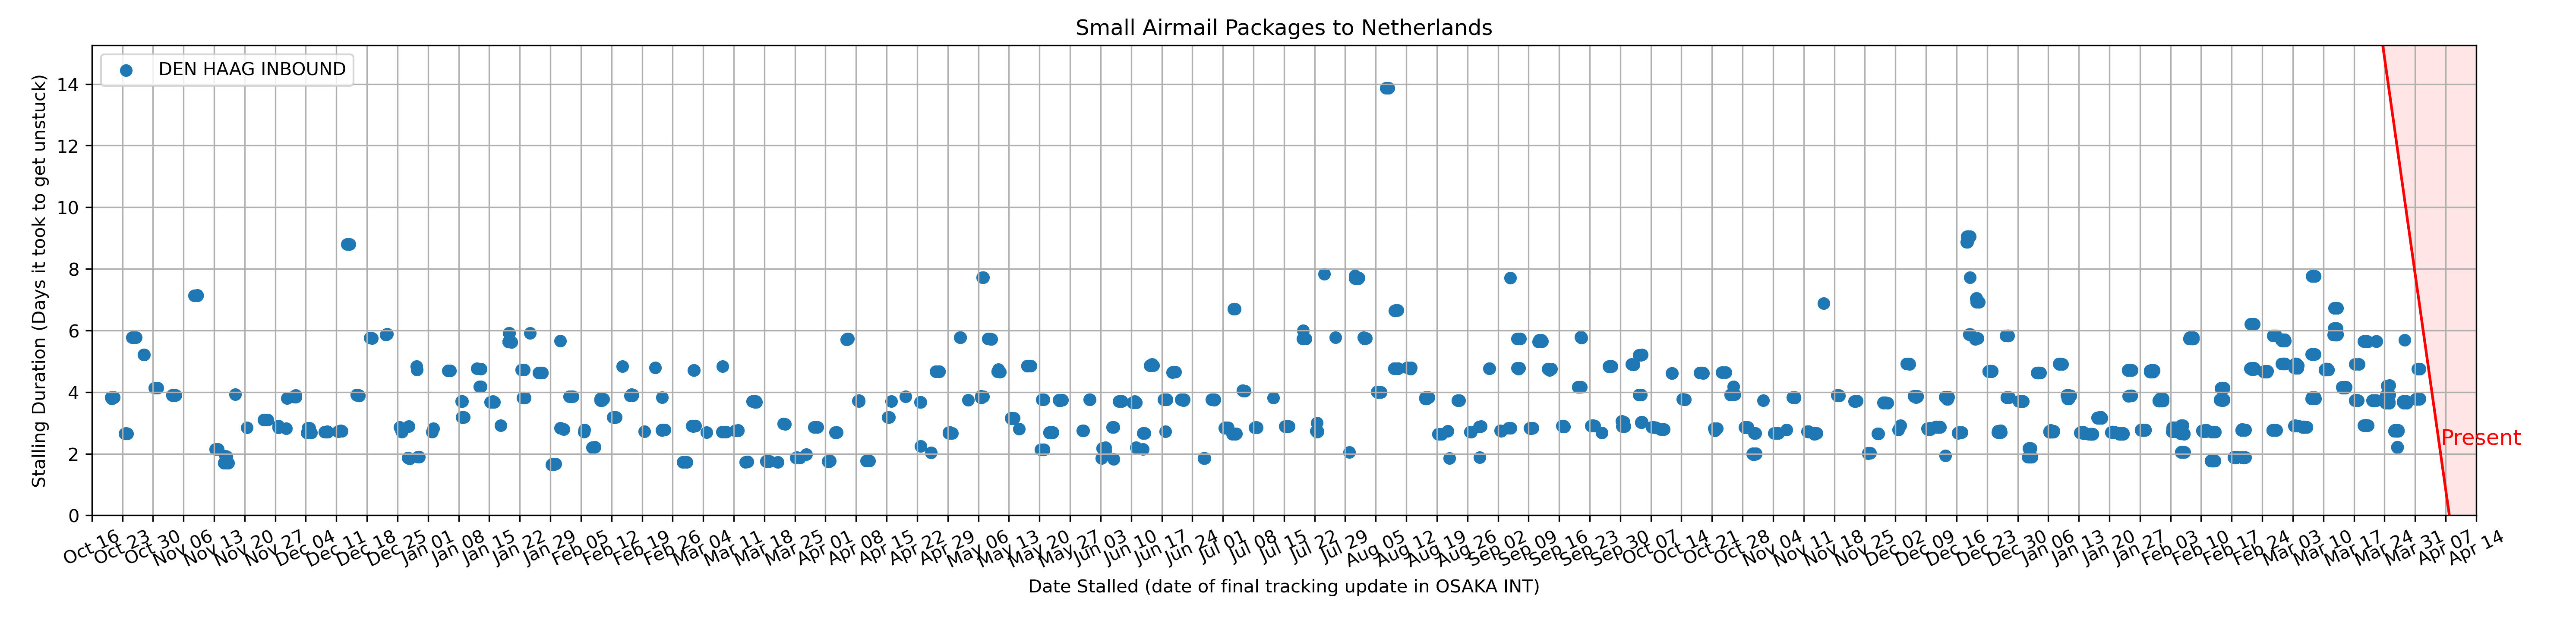 Small Airmail Packages to Netherlands
DEN HAAG INBOUND
Stalling Duration (Days it took to get unstuck)
14
12
10
8
6
4
2
0
Present
Oct 16 Oct 23 Oct 30 Nov 06 Nov 13 Nov 20 Nov 27 Dec 04 Dec 11 Dec 18 Dec 25 Jan 01 Jan 08 Jan 15 Jan 22 Jan 29 Feb 05 Feb 12 Feb 19 Feb 26 Mar 04 Mar 11 Mar 18 Mar 25 Apr 01 Apr 08 Apr 15 Apr 22 Apr 29 May 06 May 13 May 20 May 27 Jun 03 Jun 10 Jun 17 Jun 24 Jul 01 Jul 08 Jul 15 Jul 22 Jul 29 Aug 05 Aug 12 Aug 19 Aug 26 Sep 02 Sep 09 Sep 16 Sep 23 Sep 30 Oct 07 Oct 14 Oct 21 Oct 28 Nov 04 Nov 11 Nov 18 Nov 25 Dec 02 Dec 09 Dec 16 Dec 23 Dec 30 Jan 06 Jan 13 Jan 20 Jan 27 Feb 03 Feb 10 Feb 17 Feb 24 Mar 03 Mar 10 Mar 17 Mar 24 Mar 31 Apr 07 Apr 14
Date Stalled (date of final tracking update in OSAKA INT)